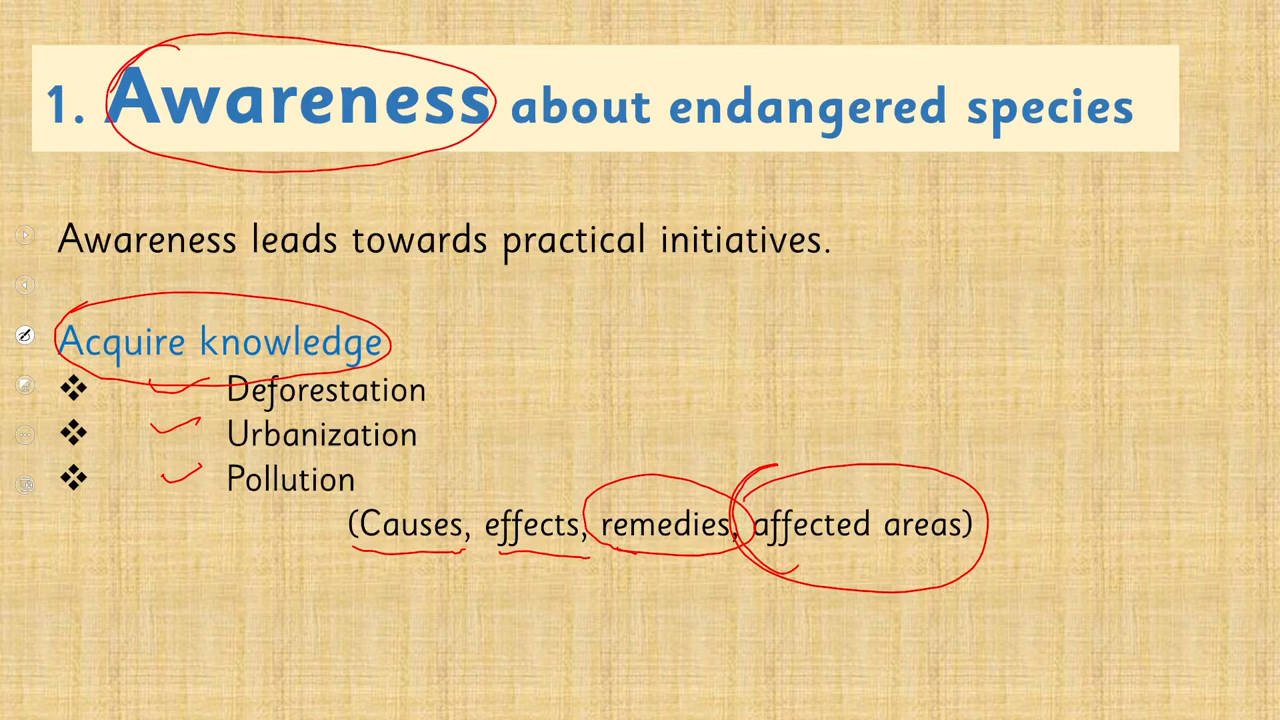 1. Awareness about endangered species
Awareness leads towards practical initiatives.
Acquire knowledge
❖ Deforestation
❖ Urbanization
❖ Pollution
(Causes, effects, remedies, affected areas)